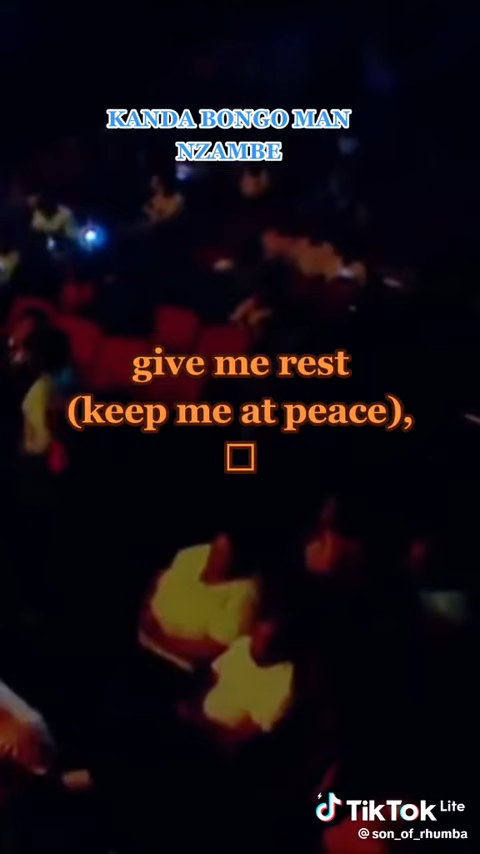 KANDA BONGO MAN
NZAMBE
give me rest
(keep me at peace),
TikTok Lite
@son_of_rhumba